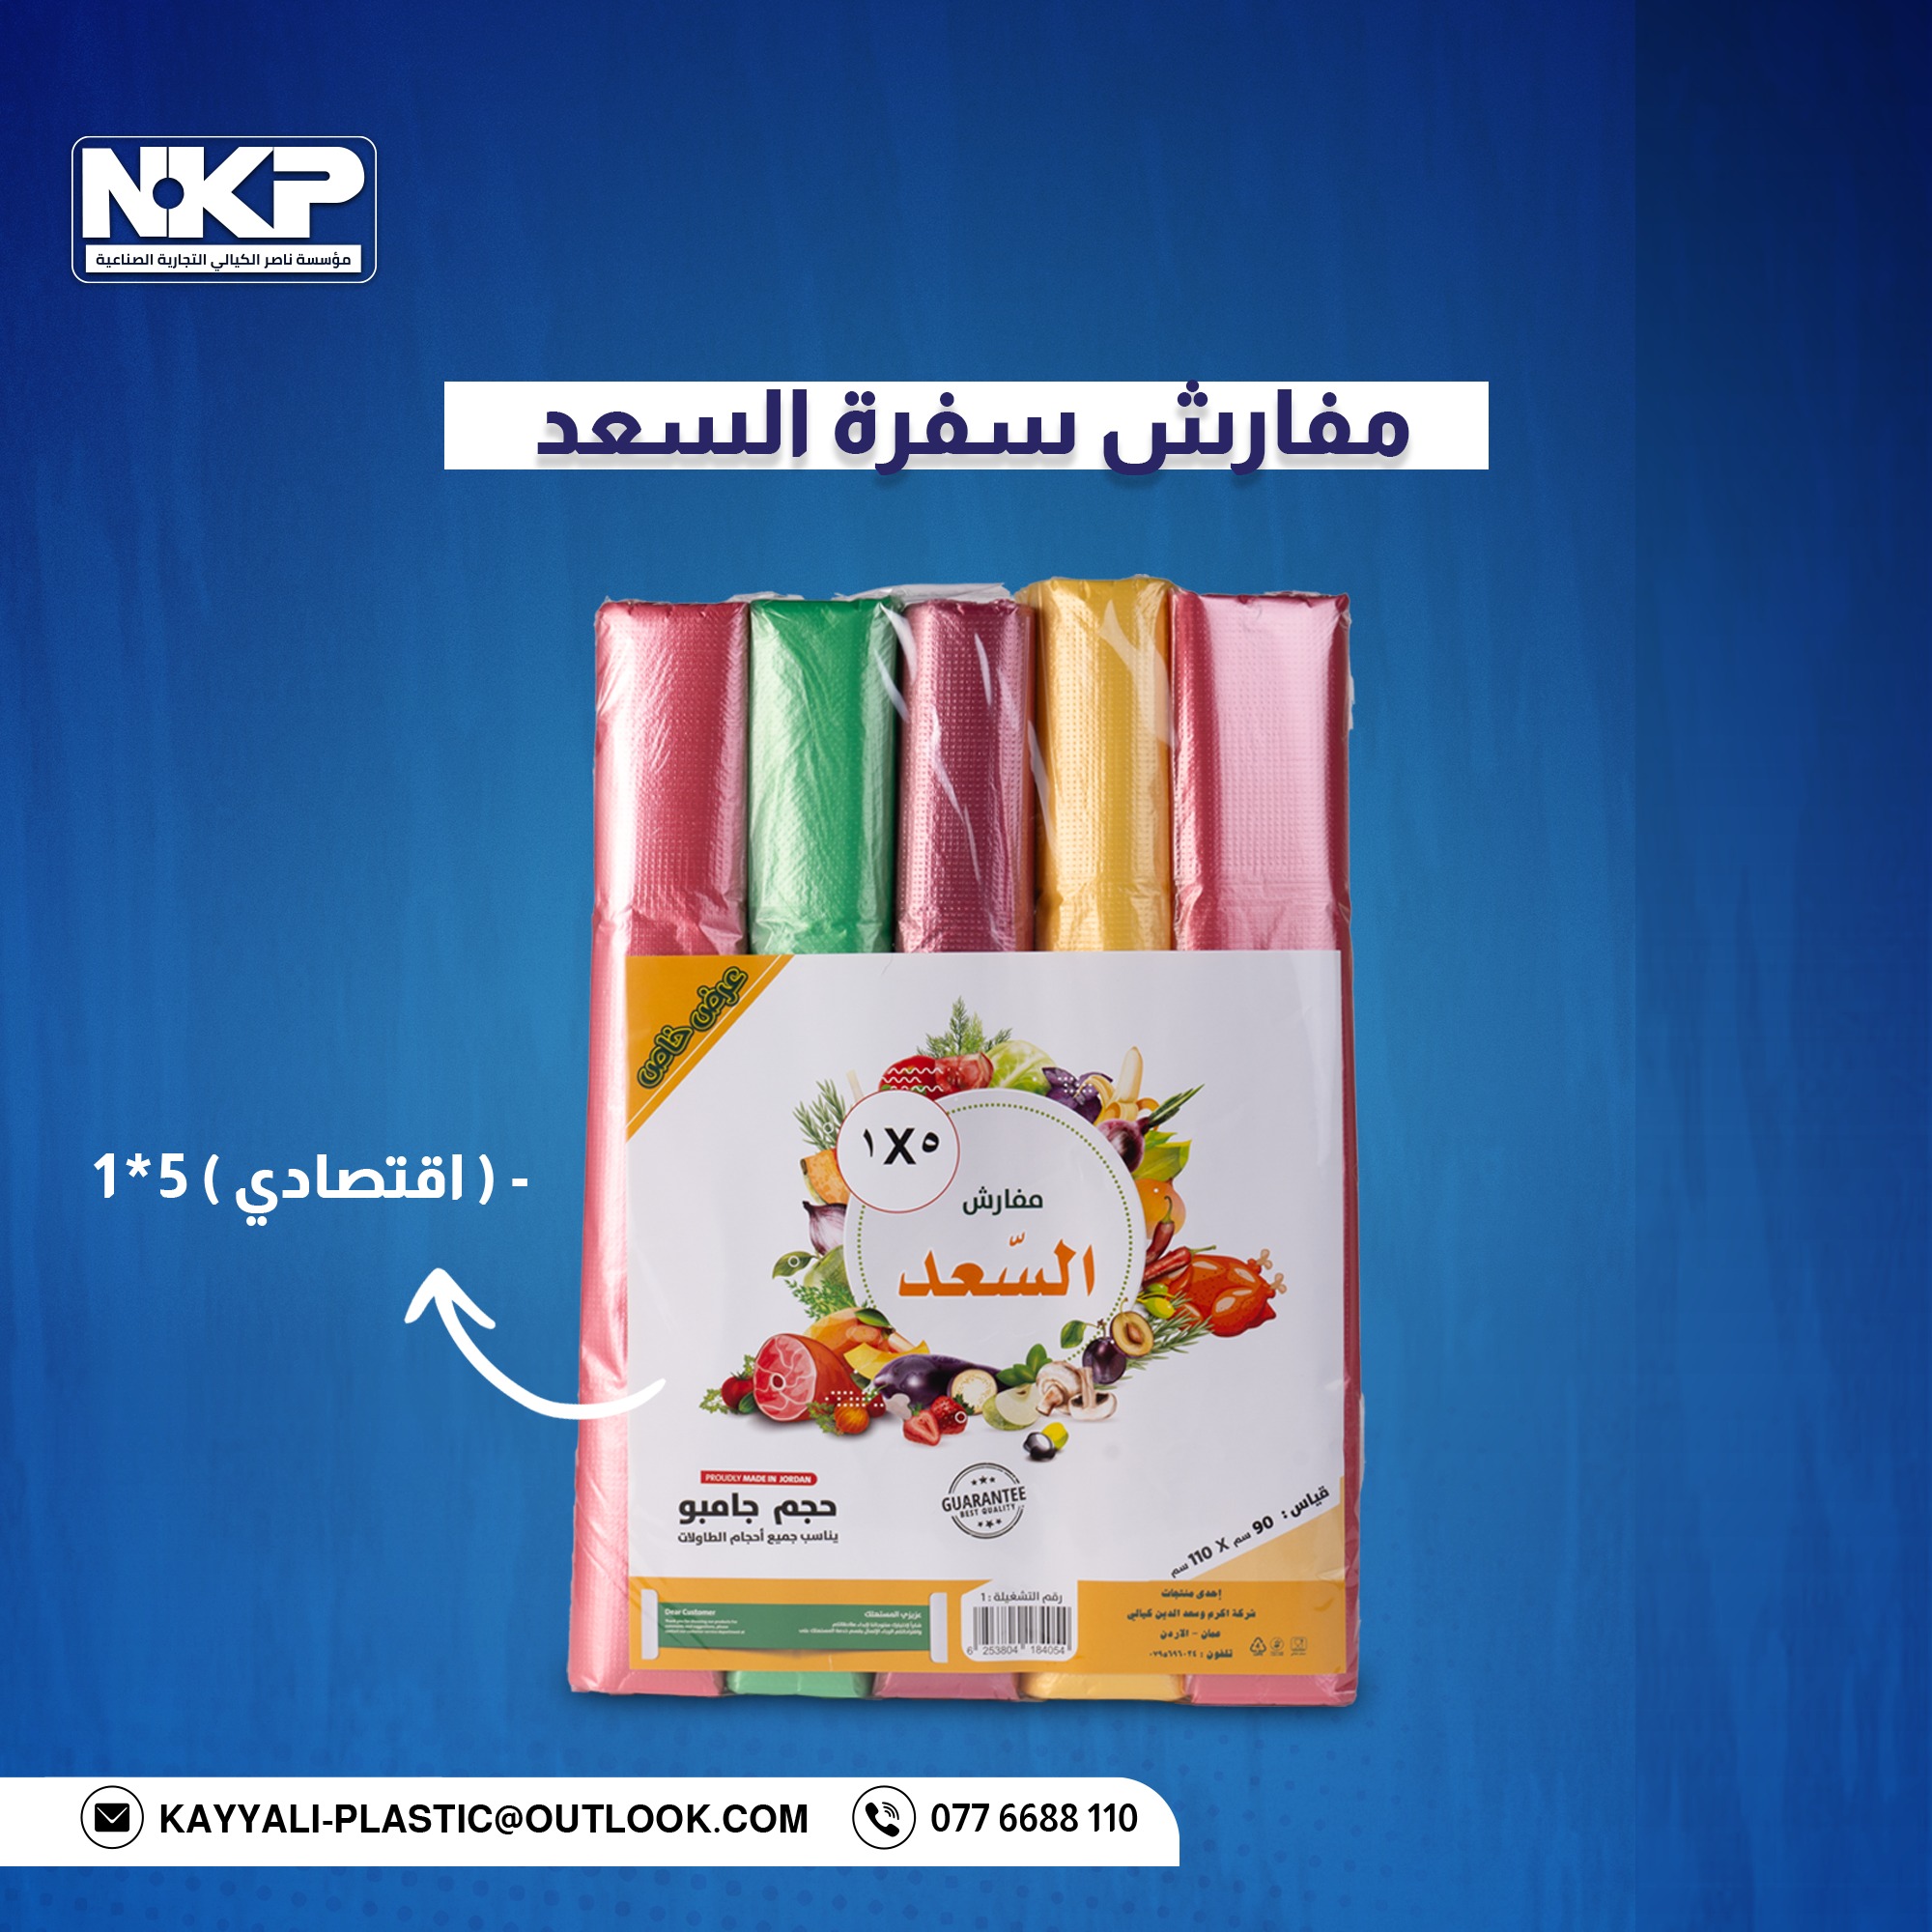 NKP
مؤسسة ناصر الكيالي التجارية الصناعية
مفارش سفرة السعد
- ( اقتصادي ) 5*1
عرض خاص
١X٥
مفارش
السّعد
PROUDLY MADE IN JORDAN
حجم جامبو
يناسب جميع أحجام الطاولات
GUARANTEE
BEST QUALITY
قياس : 90 سم X 110 سم
Dear Customer
عزيزي المستهلك
رقم التشغيلة : 1
6 253804 184054
إحدى منتجات
شركة اكرم وسعد الدين كيالي
عمان - الاردن
تلفون : ٠٧٩٥٦٩٦٠٢٤
KAYYALI-PLASTIC@OUTLOOK.COM
077 6688 110